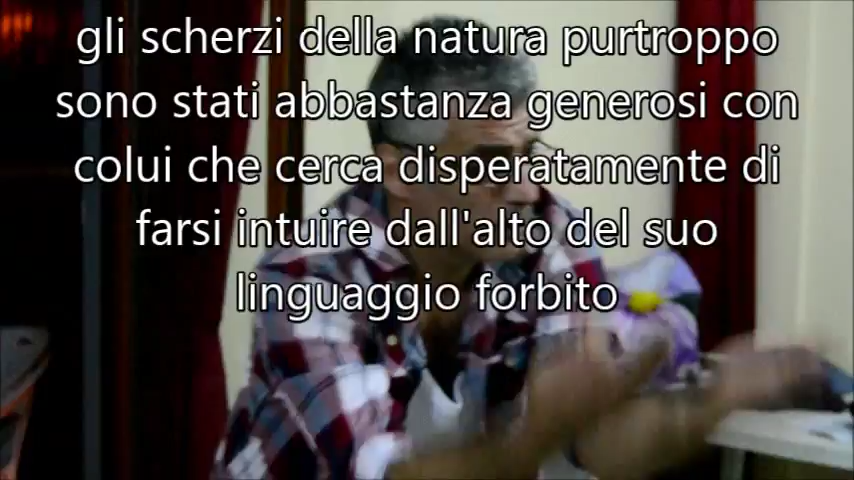 gli scherzi della natura purtroppo
sono stati abbastanza generosi con
colui che cerca disperatamente di
farsi intuire dall'alto del suo
linguaggio forbito